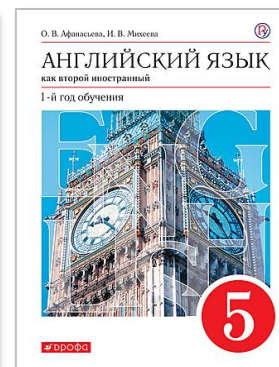 О. В. Афанасьева, И. В. Михеева
АНГЛИЙСКИЙ ЯЗЫК
как второй иностранный
1-й год обучения
ENGLISH
5
дрофа